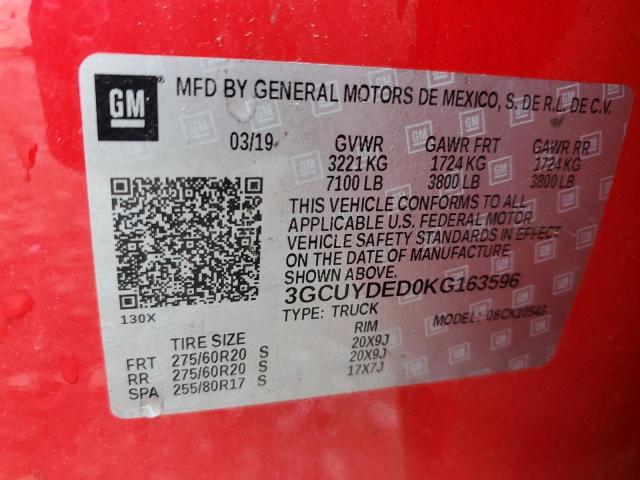 GM
MFD BY GENERAL MOTORS DE MEXICO, S. DE R.L. DE C.V.
03/19 GVWR GAWR FRT GAWR RR
3221 KG 1724 KG 1724 KG
7100 LB 3800 LB 3800 LB
THIS VEHICLE CONFORMS TO ALL
APPLICABLE U.S. FEDERAL MOTOR
VEHICLE SAFETY STANDARDS IN EFFECT
ON THE DATE OF MANUFACTURE
SHOWN ABOVE.
3GCUYDED0KG163596
130X
TYPE: TRUCK MODEL: 06CK10543
TIRE SIZE RIM
FRT 275/60R20 S 20X9J
RR 275/60R20 S 20X9J
SPA 255/80R17 S 17X7J